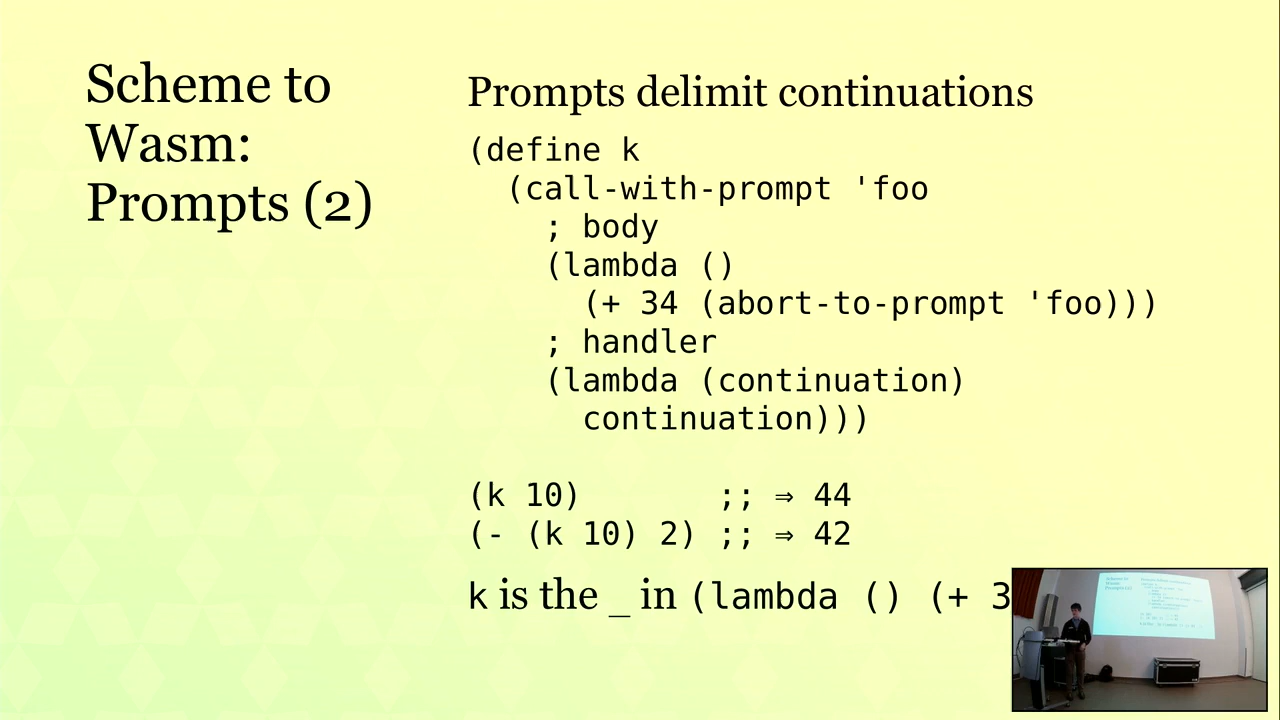 Scheme to
Wasm:
Prompts (2)
Prompts delimit continuations
(define k
  (call-with-prompt 'foo
    ; body
    (lambda ()
      (+ 34 (abort-to-prompt 'foo)))
    ; handler
    (lambda (continuation)
      continuation)))
(k 10)       ;; ⇒ 44
(- (k 10) 2) ;; ⇒ 42
k is the _ in (lambda () (+ 3